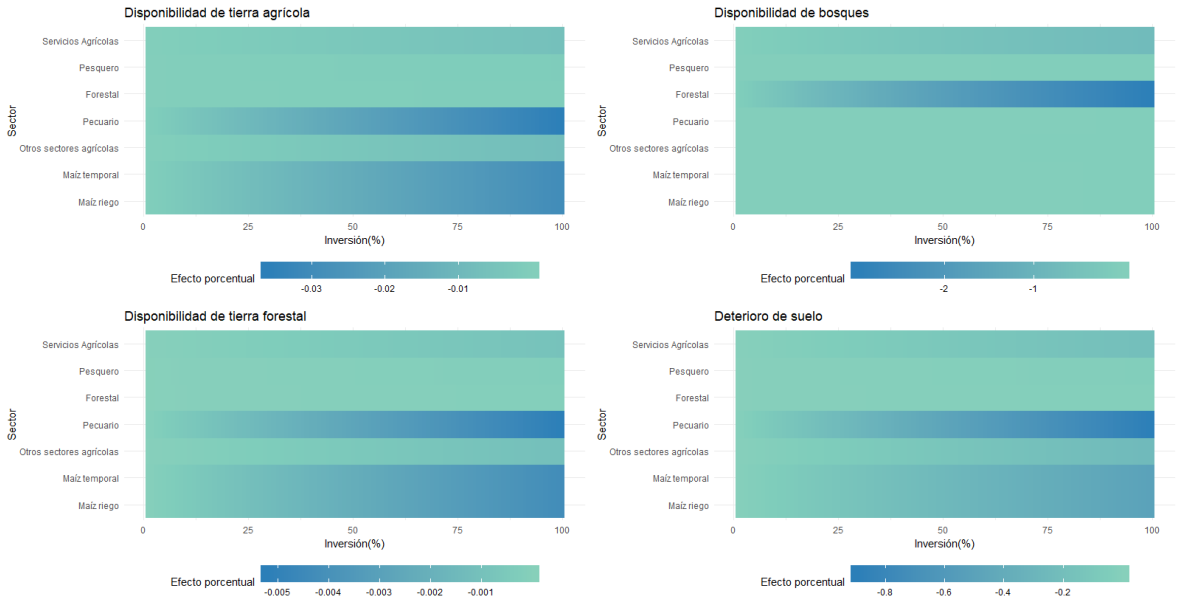 Disponibilidad de tierra agrícola
Sector
Servicios Agrícolas
Pesquero
Forestal
Pecuario
Otros sectores agrícolas
Maíz temporal
Maíz riego
0 25 50 75 100
Inversión(%)
Efecto porcentual
-0.03 -0.02 -0.01
Disponibilidad de bosques
Sector
Servicios Agrícolas
Pesquero
Forestal
Pecuario
Otros sectores agrícolas
Maíz temporal
Maíz riego
0 25 50 75 100
Inversión(%)
Efecto porcentual
-2 -1
Disponibilidad de tierra forestal
Sector
Servicios Agrícolas
Pesquero
Forestal
Pecuario
Otros sectores agrícolas
Maíz temporal
Maíz riego
0 25 50 75 100
Inversión(%)
Efecto porcentual
-0.005 -0.004 -0.003 -0.002 -0.001
Deterioro de suelo
Sector
Servicios Agrícolas
Pesquero
Forestal
Pecuario
Otros sectores agrícolas
Maíz temporal
Maíz riego
0 25 50 75 100
Inversión(%)
Efecto porcentual
-0.8 -0.6 -0.4 -0.2